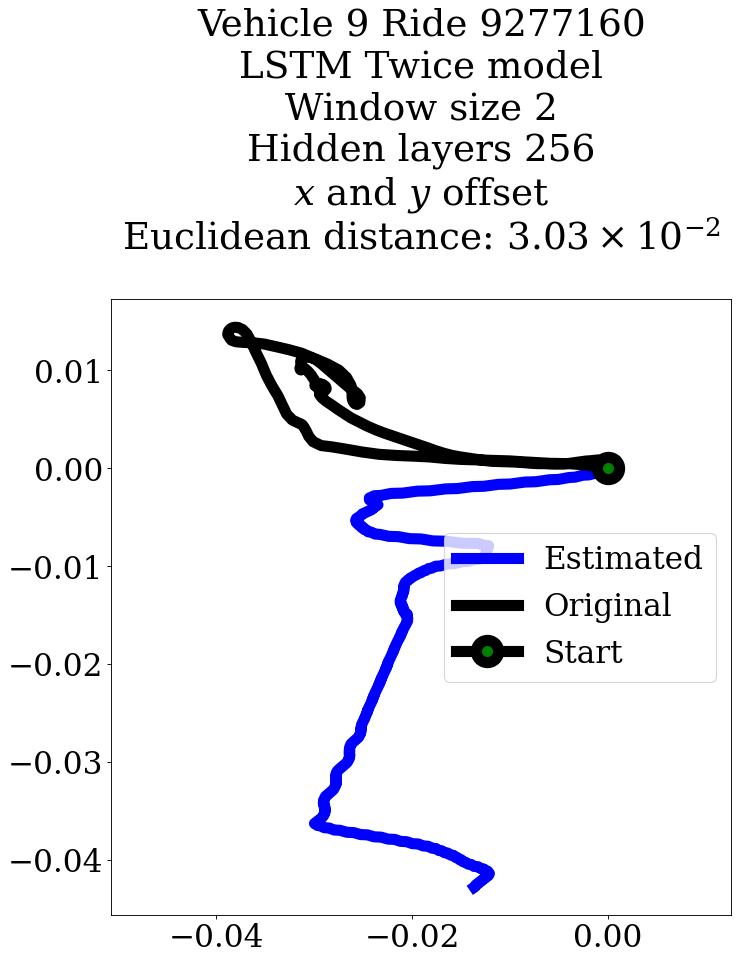 Vehicle 9 Ride 9277160
LSTM Twice model
Window size 2
Hidden layers 256
x and y offset
Euclidean distance: 3.03 × 10⁻²
0.01
0.00
−0.01
−0.02
−0.03
−0.04
Estimated
Original
Start
−0.04
−0.02
0.00